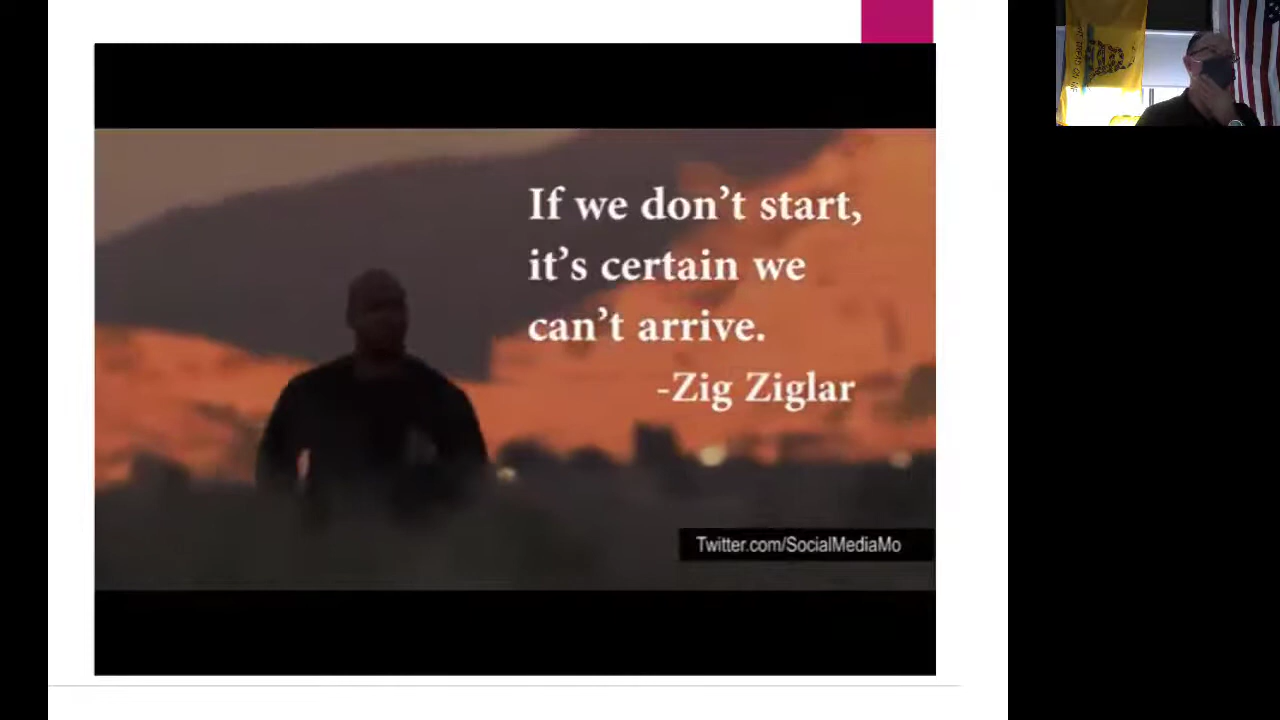 If we don't start,
it's certain we
can't arrive.
-Zig Ziglar
Twitter.com/SocialMediaMo